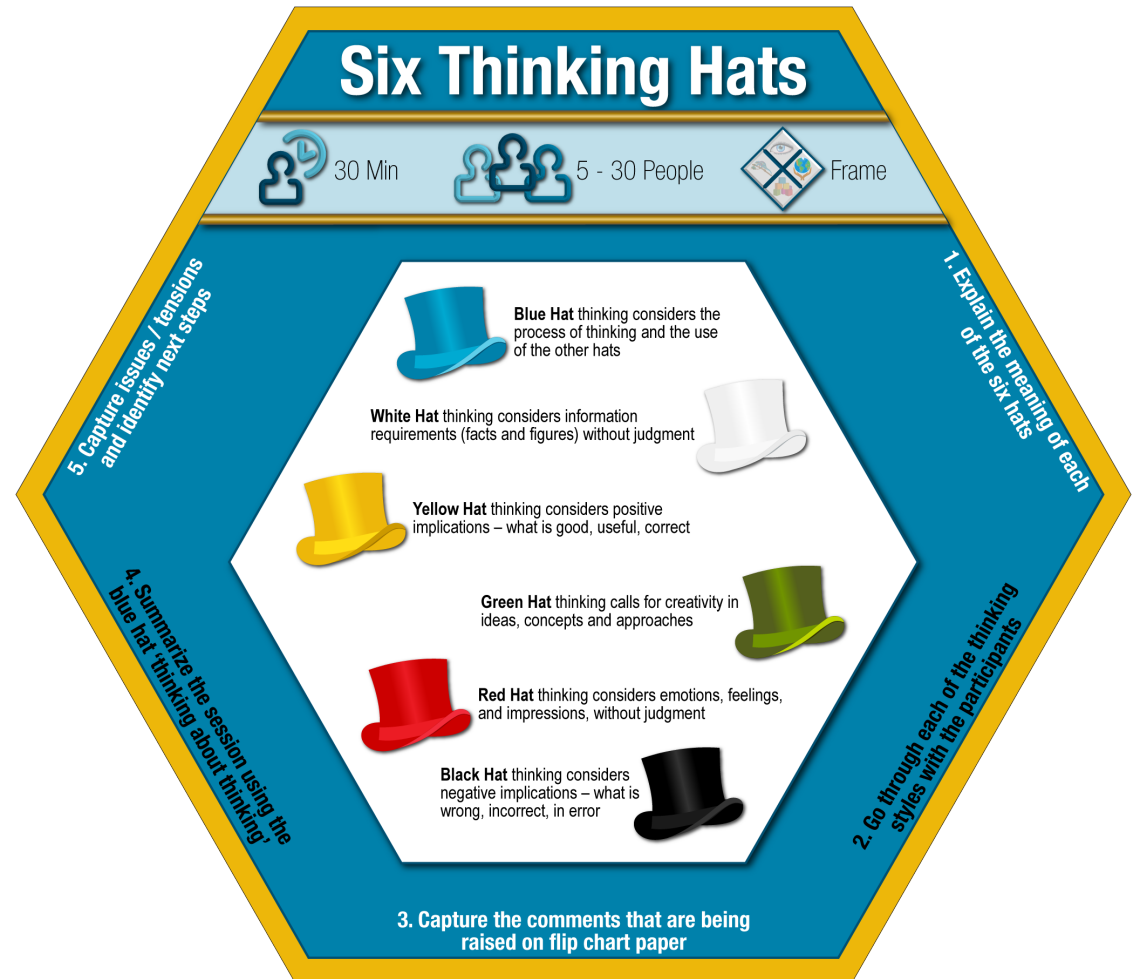 Six Thinking Hats
30 Min
5 - 30 People
Frame
Blue Hat thinking considers the
process of thinking and the use
of the other hats
White Hat thinking considers information
requirements (facts and figures) without judgment
Yellow Hat thinking considers positive
implications – what is good, useful, correct
Green Hat thinking calls for creativity in
ideas, concepts and approaches
Red Hat thinking considers emotions, feelings,
and impressions, without judgment
Black Hat thinking considers
negative implications – what is
wrong, incorrect, in error
1. Explain the meaning of each
of the six hats
2. Go through each of the thinking
styles with the participants
3. Capture the comments that are being
raised on flip chart paper
4. Summarize the session using the
blue hat ‘thinking about thinking’
5. Capture issues / tensions
and identify next steps